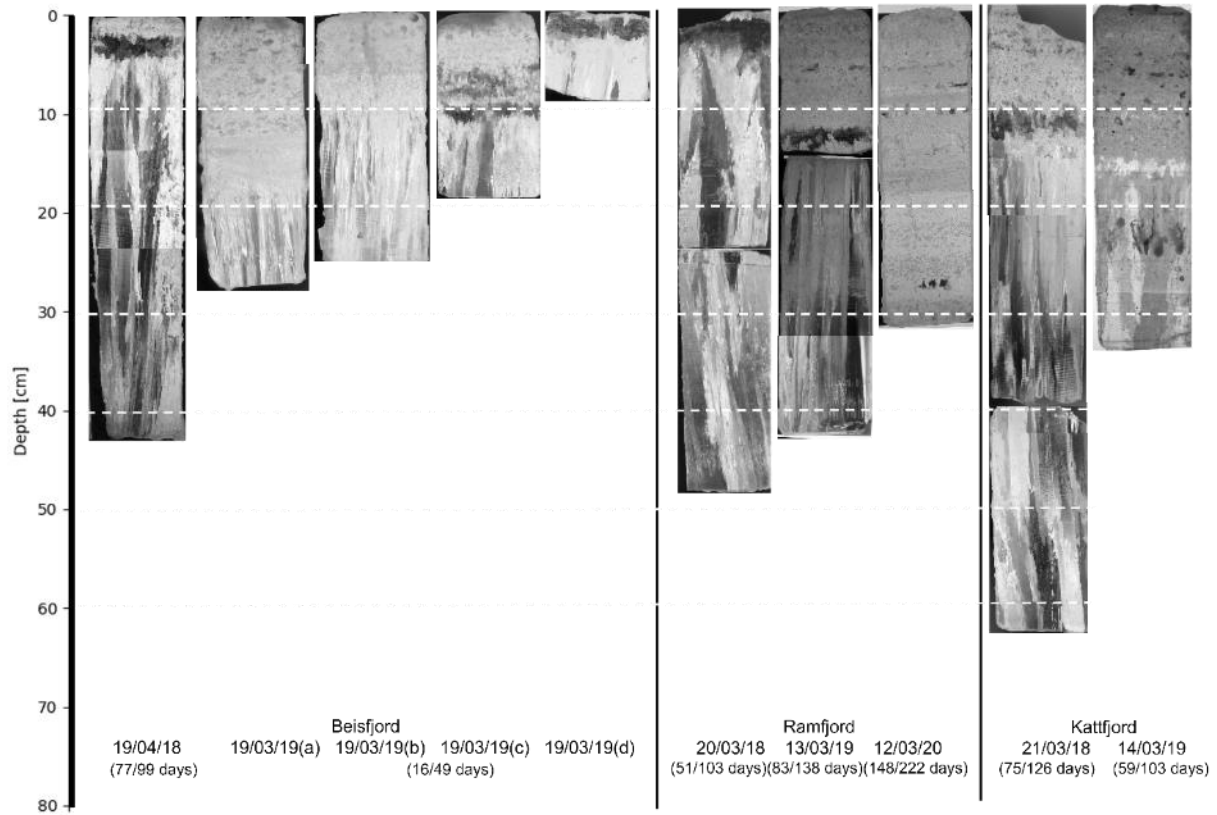 0
10
20
30
40
50
60
70
80
Depth [cm]
Beisfjord
19/04/18 19/03/19(a) 19/03/19(b) 19/03/19(c) 19/03/19(d)
(77/99 days) (16/49 days)
Ramfjord
20/03/18 13/03/19 12/03/20
(51/103 days)(83/138 days)(148/222 days)
Kattfjord
21/03/18 14/03/19
(75/126 days) (59/103 days)